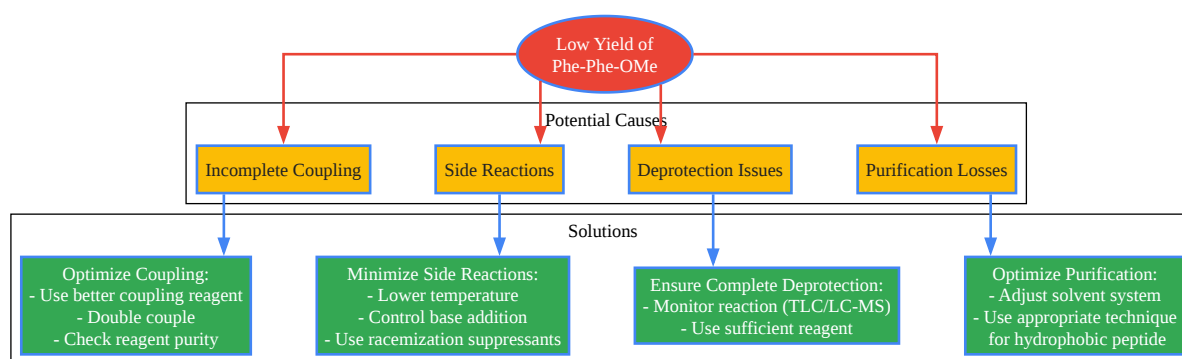 Low Yield of
Phe-Phe-OMe
Potential Causes
Incomplete Coupling
Side Reactions
Deprotection Issues
Purification Losses
Solutions
Optimize Coupling:
- Use better coupling reagent
- Double couple
- Check reagent purity
Minimize Side Reactions:
- Lower temperature
- Control base addition
- Use racemization suppressants
Ensure Complete Deprotection:
- Monitor reaction (TLC/LC-MS)
- Use sufficient reagent
Optimize Purification:
- Adjust solvent system
- Use appropriate technique
for hydrophobic peptide